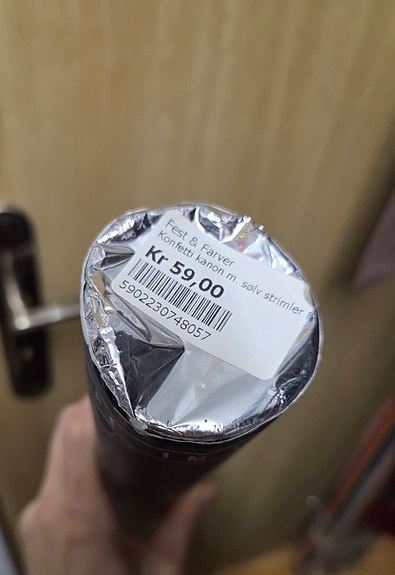 Fest & Farver
Konfetti kanon m. sølv strimler
Kr 59,00
5902230748057